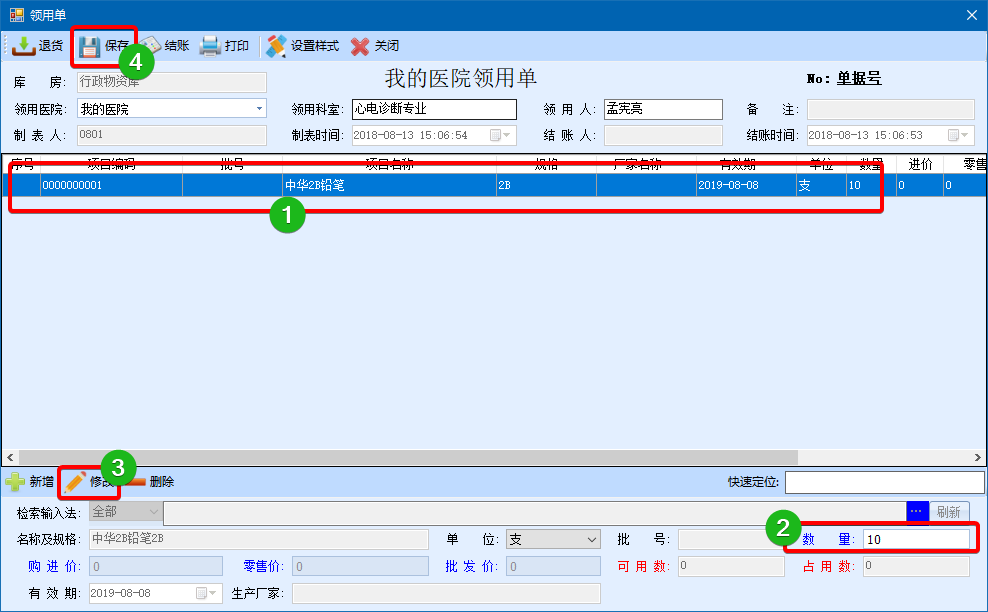 领用单
退货 保存 结账 打印 设置样式 关闭
4
库 房: 行政物资库 我的医院领用单 No: 单据号
领用医院: 我的医院 领用科室: 心电诊断专业 领 用 人: 孟宪亮 备 注:
制 表 人: 0801 制表时间: 2018-08-13 15:06:54 结 账 人: 结账时间: 2018-08-13 15:06:53
序号 项目编码 批号 项目名称 规格 厂家名称 有效期 单位 数量 进价 零售
0000000001 中华2B铅笔 2B 2019-08-08 支 10 0 0
1
3
新增 修改 删除 快速定位:
检索输入法: 全部 ... 刷新
2
名称及规格: 中华2B铅笔2B 单 位: 支 批 号: 数 量: 10
购 进 价: 0 零售价: 0 批 发 价: 0 可 用 数: 0 占 用 数: 0
有 效 期: 2019-08-08 生产厂家: